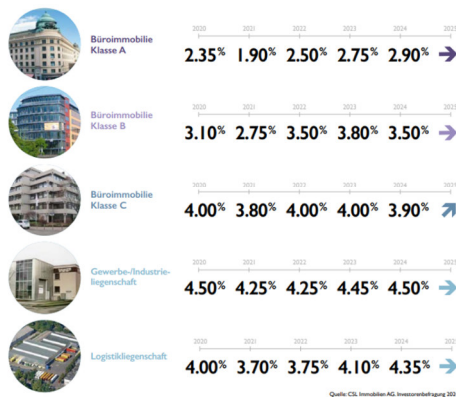 2020 2021 2022 2023 2024
Büroimmobilie
Klasse A
2.35% 1.90% 2.50% 2.75% 2.90%
2020 2021 2022 2023 2024
Büroimmobilie
Klasse B
3.10% 2.75% 3.50% 3.80% 3.50%
2020 2021 2022 2023 2024
Büroimmobilie
Klasse C
4.00% 3.80% 4.00% 4.00% 3.90%
2020 2021 2022 2023 2024
Gewerbe-/Industrie-
liegenschaft
4.50% 4.25% 4.25% 4.45% 4.50%
2020 2021 2022 2023 2024
Logistikliegenschaft
4.00% 3.70% 3.75% 4.10% 4.35%
Quelle: CSL Immobilien AG, Investorenbefragung 202